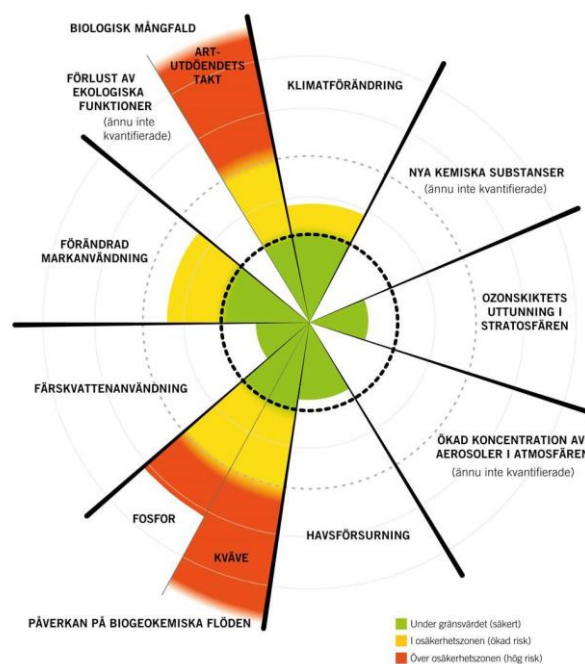 BIOLOGISK MÅNGFALD
ART-
UTDÖENDETS
TAKT
KLIMATFÖRÄNDRING
FÖRLUST AV
EKOLOGISKA
FUNKTIONER
(ännu inte
kvantifierade)
NYA KEMISKA SUBSTANSER
(ännu inte kvantifierade)
FÖRÄNDRAD
MARKANVÄNDNING
OZONSKIKTETS
UTTUNNING I
STRATOSFÄREN
FÄRSKVATTENANVÄNDNING
ÖKAD KONCENTRATION AV
AEROSOLER I ATMOSFÄREN
(ännu inte kvantifierade)
FOSFOR
HAVSFÖRSURNING
KVÄVE
PÅVERKAN PÅ BIOGEOKEMISKA FLÖDEN
Under gränsvärdet (säkert)
I osäkerhetszonen (ökad risk)
Över osäkerhetszonen (hög risk)